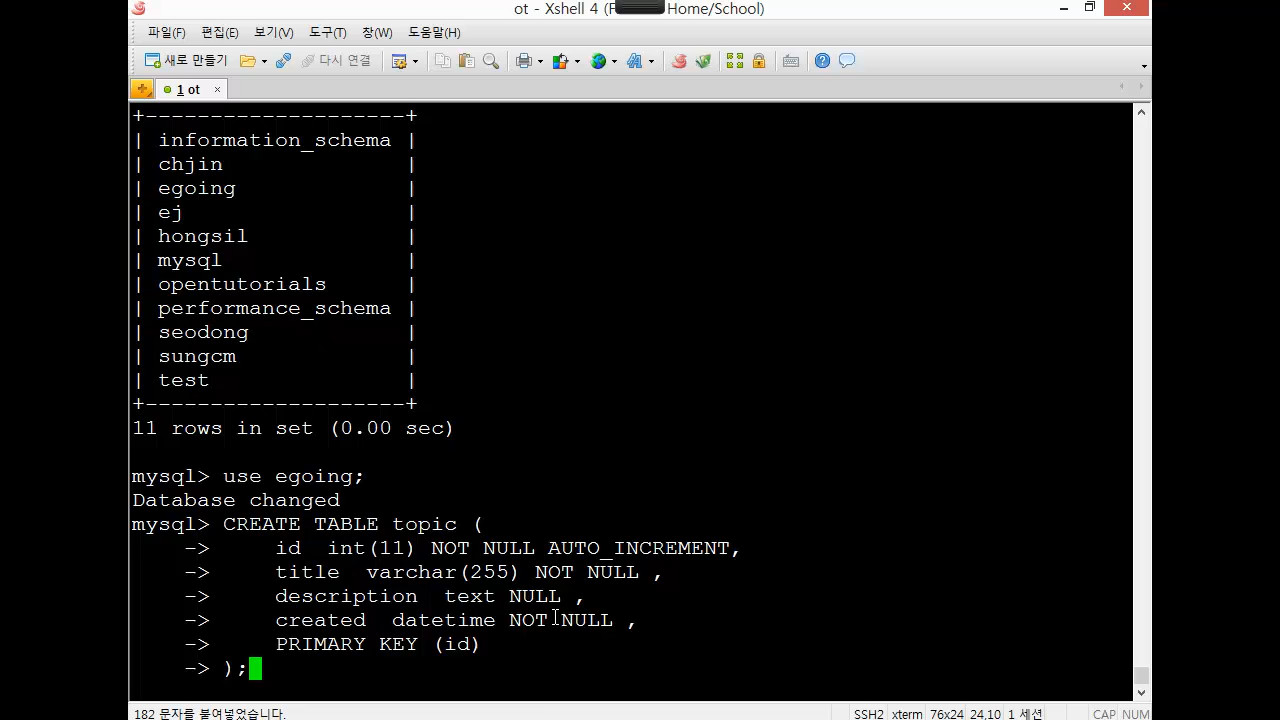 ot - Xshell 4 (F Home/School)
파일(F) 편집(E) 보기(V) 도구(T) 창(W) 도움말(H)
새로 만들기 다시 연결
1 ot
+---------------------+
| information_schema |
| chjin |
| egoing |
| ej |
| hongsil |
| mysql |
| opentutorials |
| performance_schema |
| seodong |
| sungcm |
| test |
+---------------------+
11 rows in set (0.00 sec)
mysql> use egoing;
Database changed
mysql> CREATE TABLE topic (
-> id int(11) NOT NULL AUTO_INCREMENT,
-> title varchar(255) NOT NULL ,
-> description text NULL ,
-> created datetime NOT NULL ,
-> PRIMARY KEY (id)
-> );
182 문자를 붙여넣었습니다. SSH2 xterm 76x24 24,10 1 세션 CAP NUM